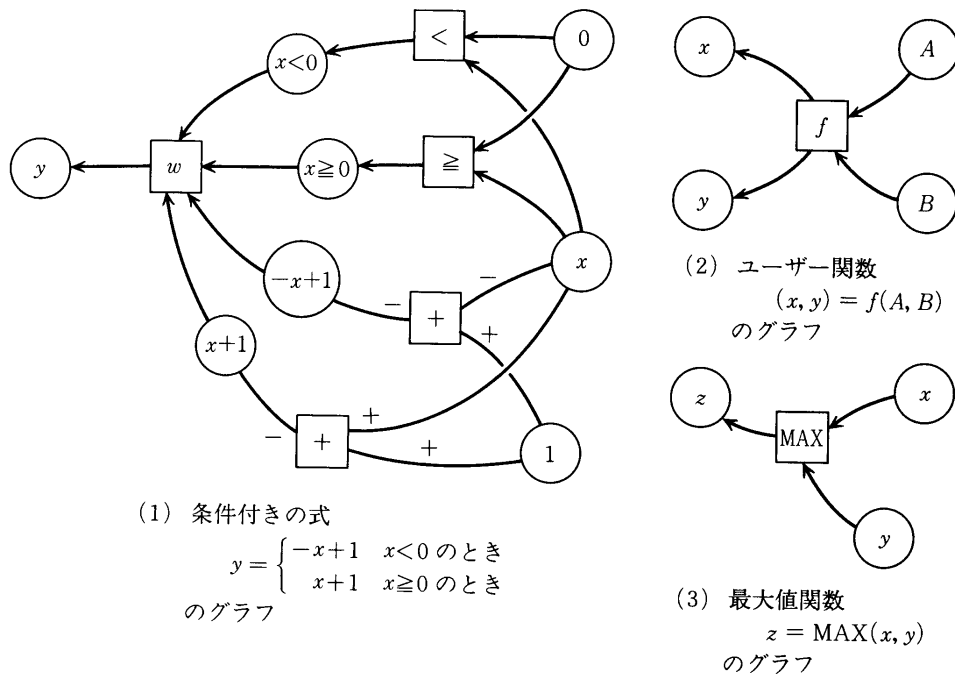 <
0
x<0
y
w
x≧0
≧
x
−
−x+1
−
+
+
x+1
+
−
+
+
1
(1) 条件付きの式
y = { −x+1 x<0 のとき
x+1 x≧0 のとき
のグラフ
x
A
f
y
B
(2) ユーザー関数
(x, y) = f(A, B)
のグラフ
z
x
MAX
y
(3) 最大値関数
z = MAX(x, y)
のグラフ